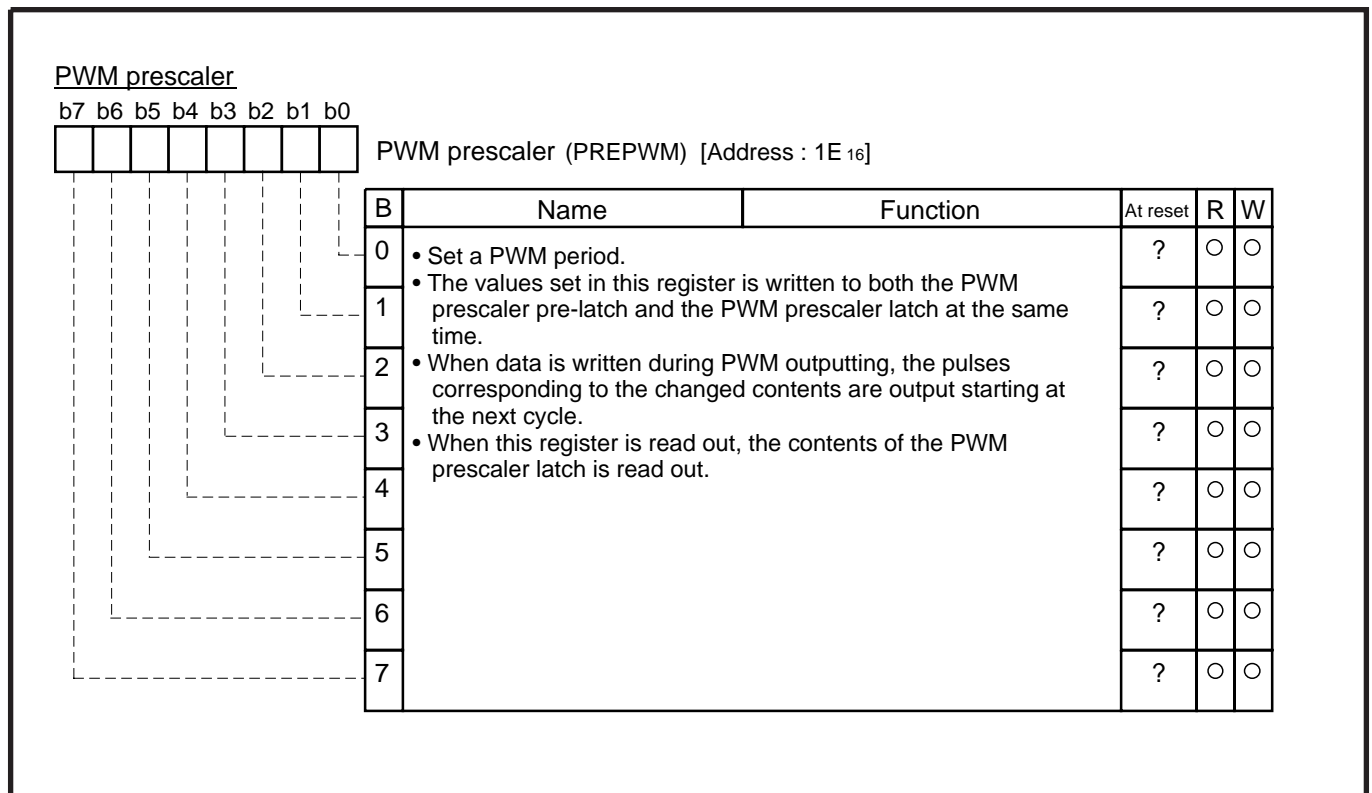 PWM prescaler
b7 b6 b5 b4 b3 b2 b1 b0
PWM prescaler (PREPWM) [Address : 1E 16]
B Name Function At reset R W
0 ? ○ ○
• Set a PWM period.
• The values set in this register is written to both the PWM
1 prescaler pre-latch and the PWM prescaler latch at the same ? ○ ○
time.
2 • When data is written during PWM outputting, the pulses ? ○ ○
corresponding to the changed contents are output starting at
the next cycle.
3 ? ○ ○
• When this register is read out, the contents of the PWM
prescaler latch is read out.
4 ? ○ ○
5 ? ○ ○
6 ? ○ ○
7 ? ○ ○